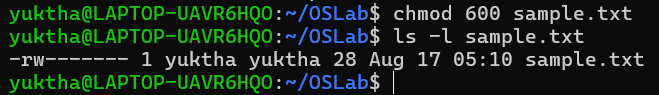 yuktha@LAPTOP-UAVR6HQO:~/OSLab$ chmod 600 sample.txt
yuktha@LAPTOP-UAVR6HQO:~/OSLab$ ls -l sample.txt
-rw------- 1 yuktha yuktha 28 Aug 17 05:10 sample.txt
yuktha@LAPTOP-UAVR6HQO:~/OSLab$